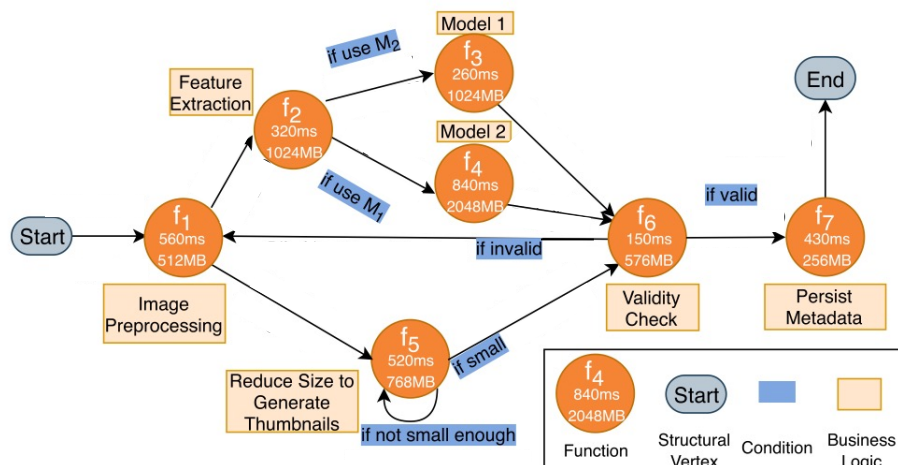 Model 1
if use M2
f3
260ms
1024MB
Feature
Extraction
f2
320ms
1024MB
Model 2
if use M1
f4
840ms
2048MB
End
if valid
Start
f1
560ms
512MB
if invalid
f6
150ms
576MB
f7
430ms
256MB
Image
Preprocessing
Validity
Check
Persist
Metadata
f5
520ms
768MB
if small
Reduce Size to
Generate
Thumbnails
if not small enough
f4
840ms
2048MB
Start
Function
Structural
Vertex
Condition
Business
Logic